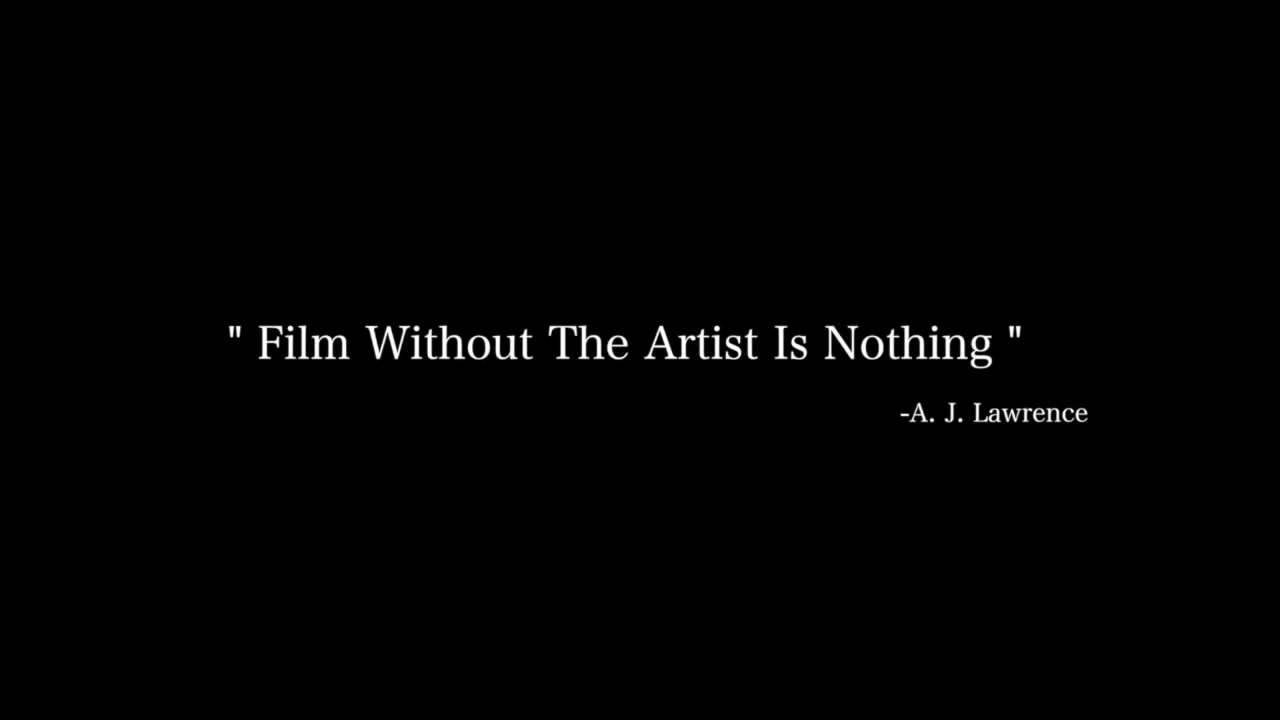 " Film Without The Artist Is Nothing "
-A. J. Lawrence